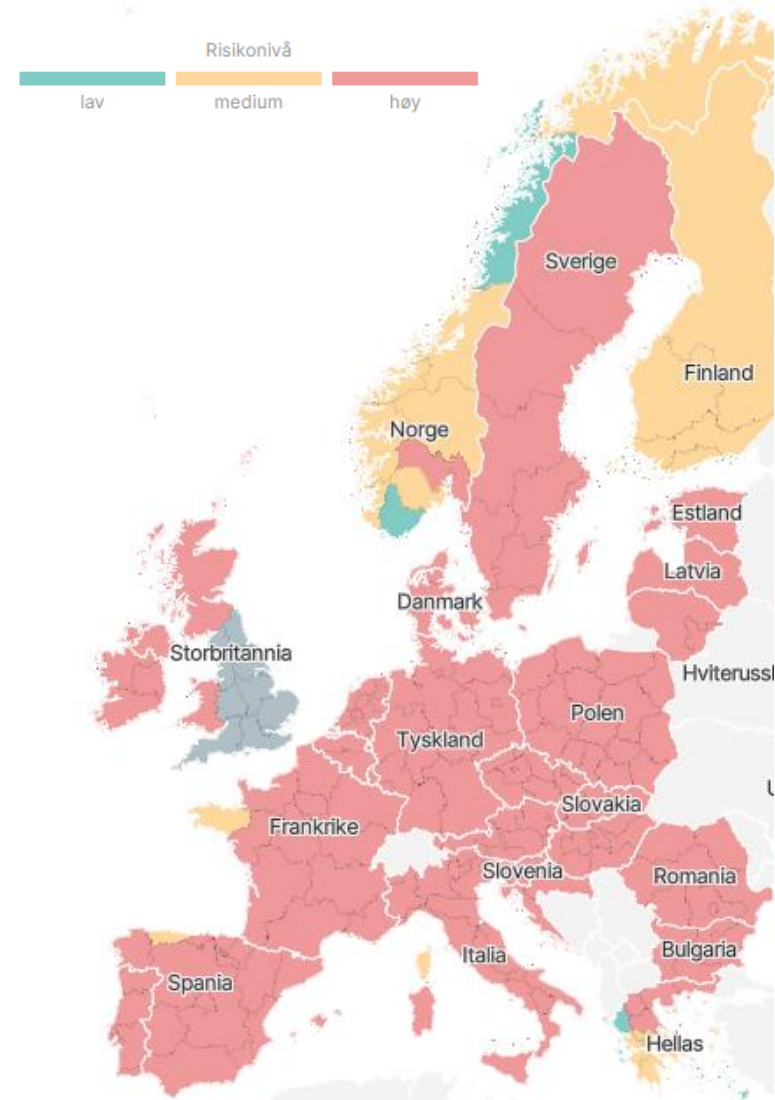 Risikonivå
lav medium høy
Sverige
Finland
Norge
Estland
Latvia
Danmark
Storbritannia
Hviteruss
Polen
Tyskland
Slovakia
Frankrike
Slovenia
Romania
Bulgaria
Italia
Spania
Hellas